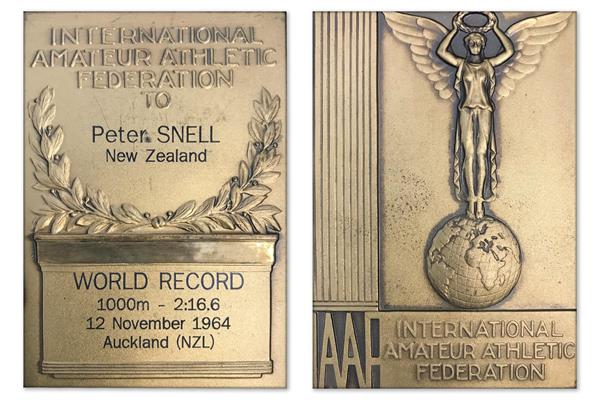 INTERNATIONAL
AMATEUR ATHLETIC
FEDERATION
TO
Peter SNELL
New Zealand
WORLD RECORD
1000m - 2:16.6
12 November 1964
Auckland (NZL)
IAAF
INTERNATIONAL
AMATEUR ATHLETIC
FEDERATION